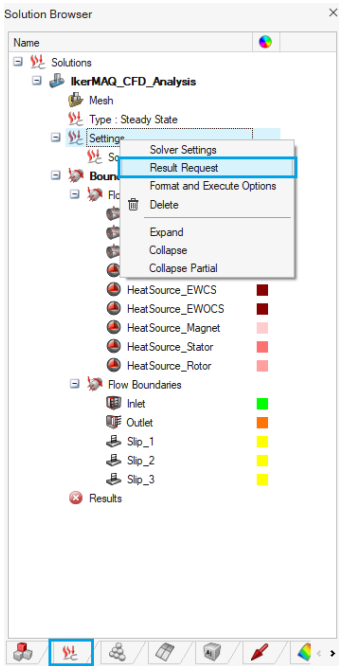 Solution Browser
Name
Solutions
IkerMAQ_CFD_Analysis
Mesh
Type : Steady State
Settings
Solver Settings
Result Request
Format and Execute Options
Delete
Expand
Collapse
Collapse Partial
HeatSource_EWCS
HeatSource_EWOCS
HeatSource_Magnet
HeatSource_Stator
HeatSource_Rotor
Flow Boundaries
Inlet
Outlet
Slip_1
Slip_2
Slip_3
Results